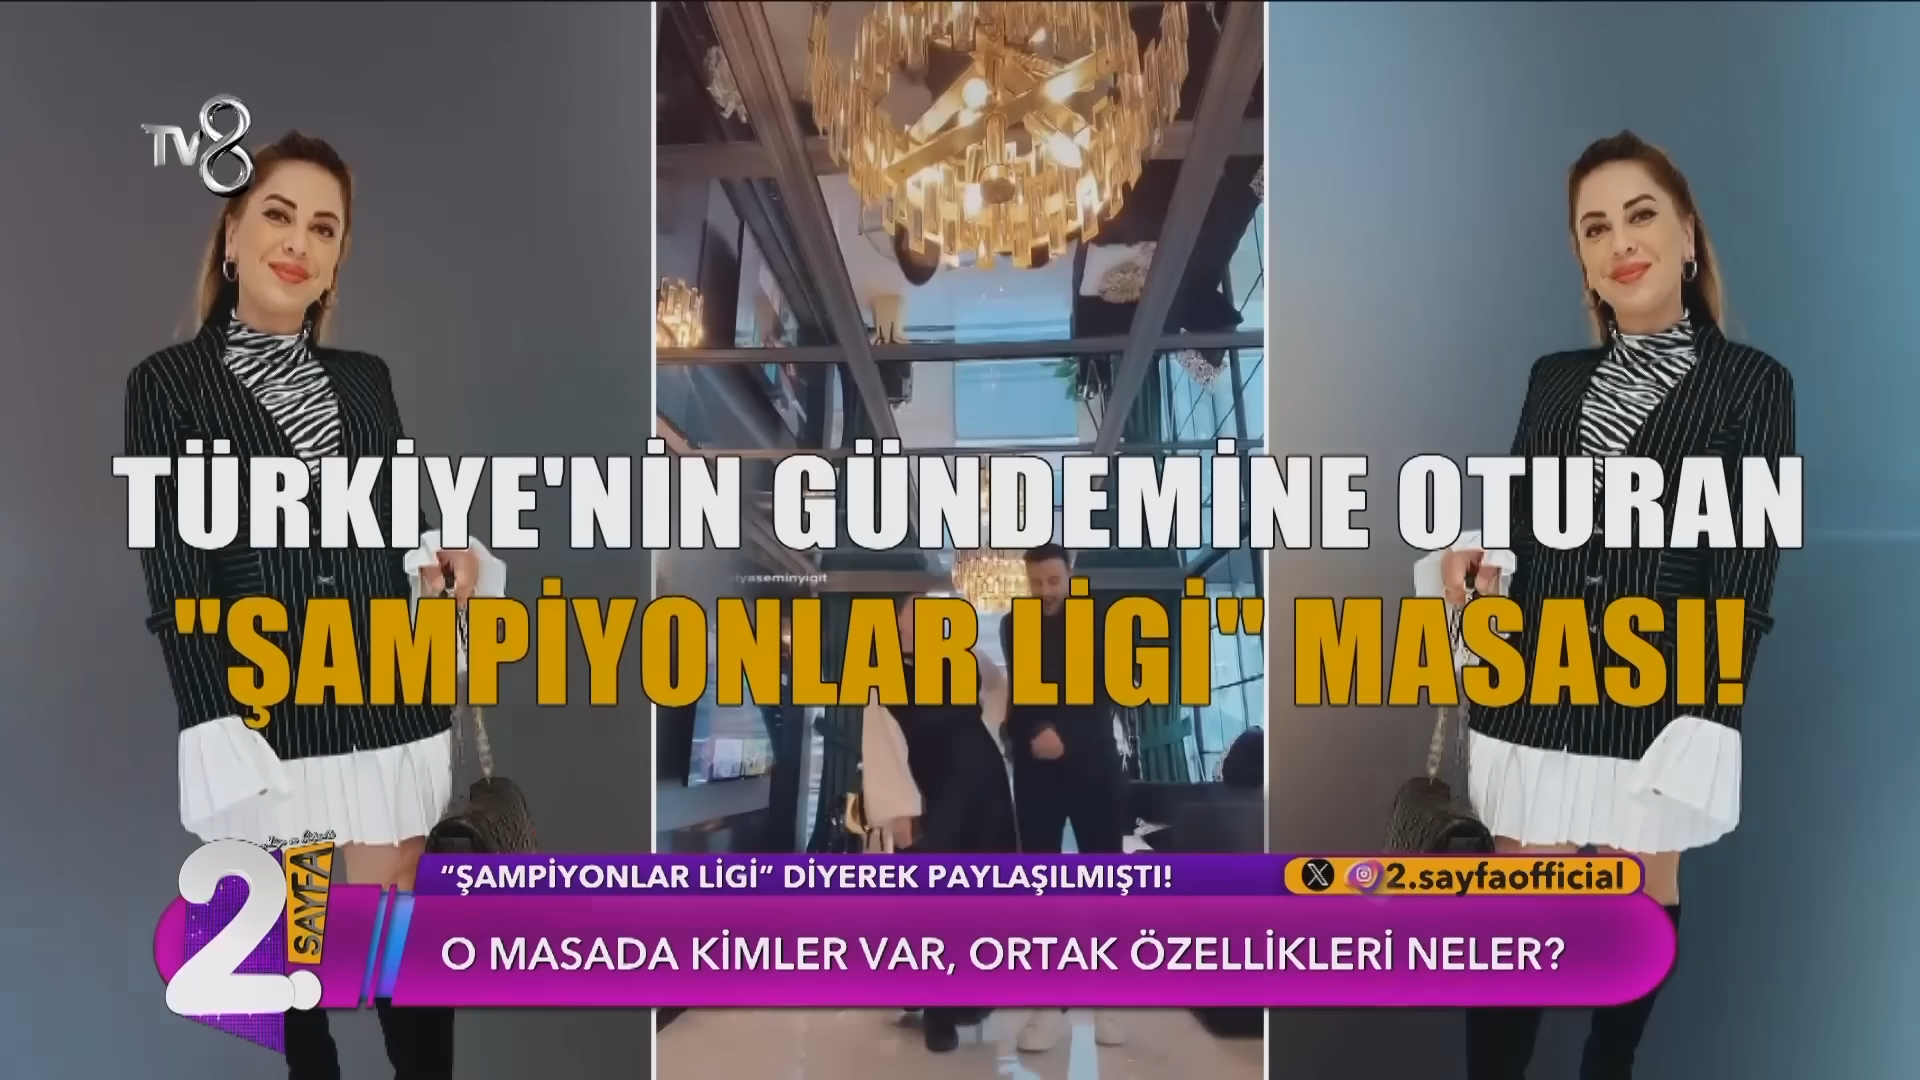 TV8
TÜRKİYE'NİN GÜNDEMİNE OTURAN
"ŞAMPİYONLAR LİGİ" MASASI!
2. SAYFA
“ŞAMPİYONLAR LİGİ” DİYEREK PAYLAŞILMIŞTI!
2.sayfaofficial
O MASADA KİMLER VAR, ORTAK ÖZELLİKLERİ NELER?